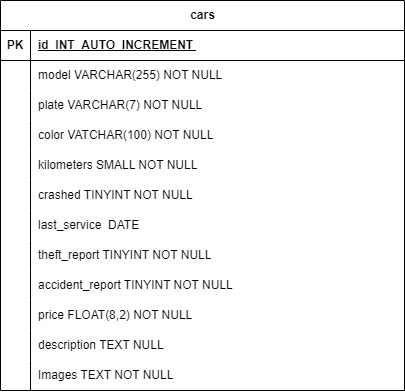 cars
PK id INT AUTO_INCREMENT
model VARCHAR(255) NOT NULL
plate VARCHAR(7) NOT NULL
color VATCHAR(100) NOT NULL
kilometers SMALL NOT NULL
crashed TINYINT NOT NULL
last_service DATE
theft_report TINYINT NOT NULL
accident_report TINYINT NOT NULL
price FLOAT(8,2) NOT NULL
description TEXT NULL
Images TEXT NOT NULL